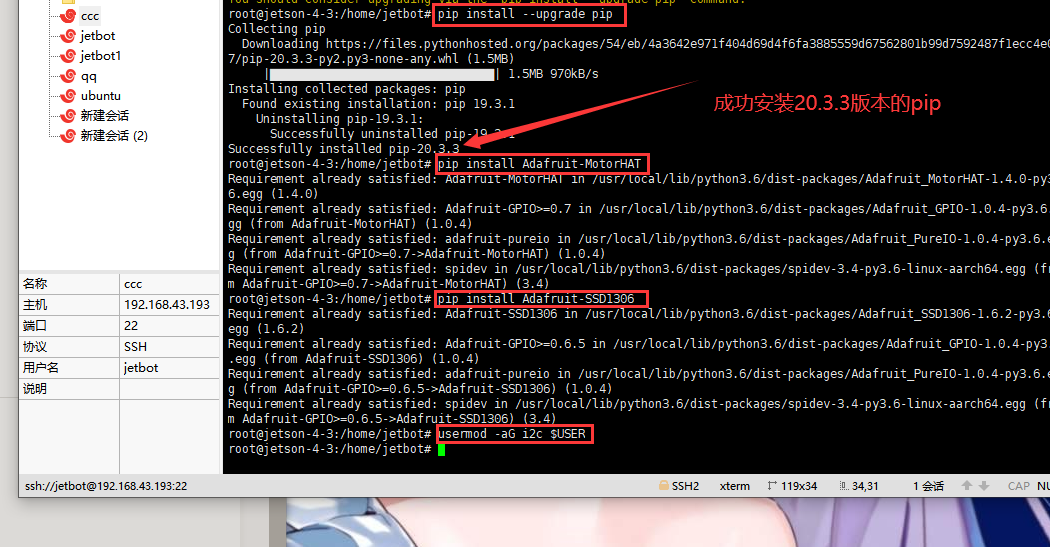 You should consider upgrading via the 'pip install --upgrade pip' command.
ccc
jetbot
jetbot1
qq
ubuntu
新建会话
新建会话 (2)
root@jetson-4-3:/home/jetbot# pip install --upgrade pip
Collecting pip
Downloading https://files.pythonhosted.org/packages/54/eb/4a3642e971f404d69d4f6fa3885559d67562801b99d7592487f1ecc4e0
7/pip-20.3.3-py2.py3-none-any.whl (1.5MB)
| 1.5MB 970kB/s
Installing collected packages: pip
Found existing installation: pip 19.3.1
Uninstalling pip-19.3.1:
Successfully uninstalled pip-19.3.1
Successfully installed pip-20.3.3
成功安装20.3.3版本的pip
root@jetson-4-3:/home/jetbot# pip install Adafruit-MotorHAT
Requirement already satisfied: Adafruit-MotorHAT in /usr/local/lib/python3.6/dist-packages/Adafruit_MotorHAT-1.4.0-py3
6.egg (1.4.0)
Requirement already satisfied: Adafruit-GPIO>=0.7 in /usr/local/lib/python3.6/dist-packages/Adafruit_GPIO-1.0.4-py3.6.
gg (from Adafruit-MotorHAT) (1.0.4)
Requirement already satisfied: adafruit-pureio in /usr/local/lib/python3.6/dist-packages/Adafruit_PureIO-1.0.4-py3.6.e
g (from Adafruit-GPIO>=0.7->Adafruit-MotorHAT) (1.0.4)
Requirement already satisfied: spidev in /usr/local/lib/python3.6/dist-packages/spidev-3.4-py3.6-linux-aarch64.egg (fr
m Adafruit-GPIO>=0.7->Adafruit-MotorHAT) (3.4)
root@jetson-4-3:/home/jetbot# pip install Adafruit-SSD1306
Requirement already satisfied: Adafruit-SSD1306 in /usr/local/lib/python3.6/dist-packages/Adafruit_SSD1306-1.6.2-py3.6
egg (1.6.2)
Requirement already satisfied: Adafruit-GPIO>=0.6.5 in /usr/local/lib/python3.6/dist-packages/Adafruit_GPIO-1.0.4-py3
.egg (from Adafruit-SSD1306) (1.0.4)
Requirement already satisfied: adafruit-pureio in /usr/local/lib/python3.6/dist-packages/Adafruit_PureIO-1.0.4-py3.6.e
g (from Adafruit-GPIO>=0.6.5->Adafruit-SSD1306) (1.0.4)
Requirement already satisfied: spidev in /usr/local/lib/python3.6/dist-packages/spidev-3.4-py3.6-linux-aarch64.egg (fr
m Adafruit-GPIO>=0.6.5->Adafruit-SSD1306) (3.4)
root@jetson-4-3:/home/jetbot# usermod -aG i2c $USER
root@jetson-4-3:/home/jetbot#
名称 ccc
主机 192.168.43.193
端口 22
协议 SSH
用户名 jetbot
说明
ssh://jetbot@192.168.43.193:22 SSH2 xterm 119x34 34,31 1 会话 CAP NU